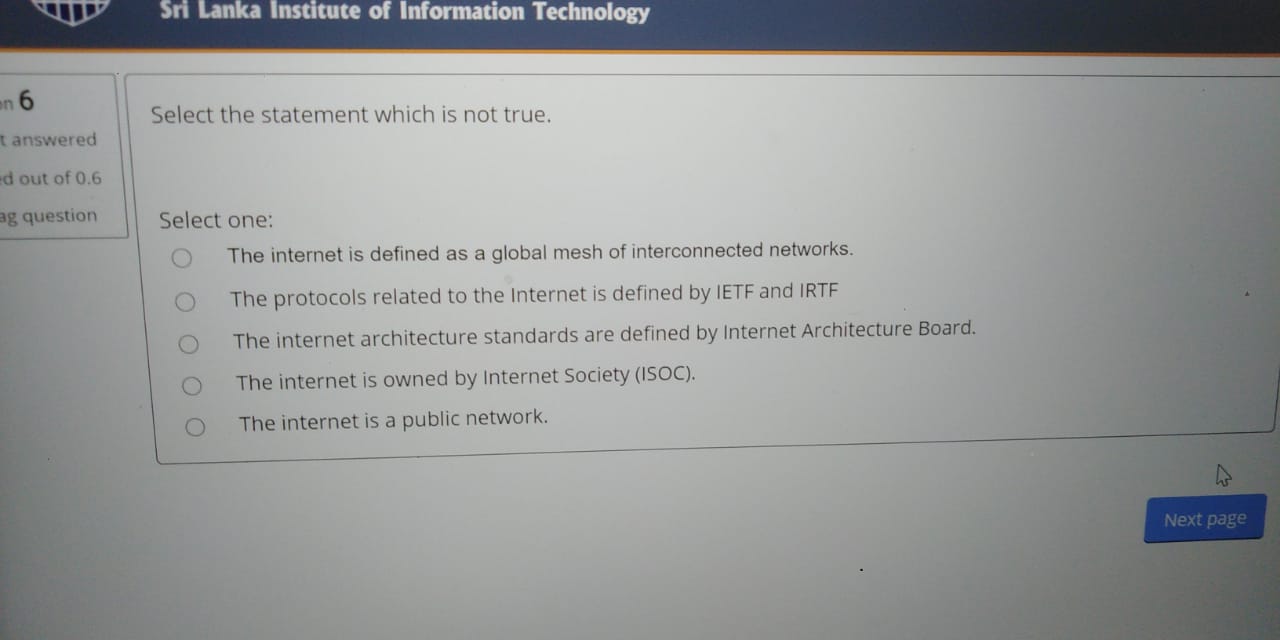 Sri Lanka Institute of Information Technology
6
answered
out of 0.6
question
Select the statement which is not true.
Select one:
The internet is defined as a global mesh of interconnected networks.
The protocols related to the Internet is defined by IETF and IRTF
The internet architecture standards are defined by Internet Architecture Board.
The internet is owned by Internet Society (ISOC).
The internet is a public network.
Next page